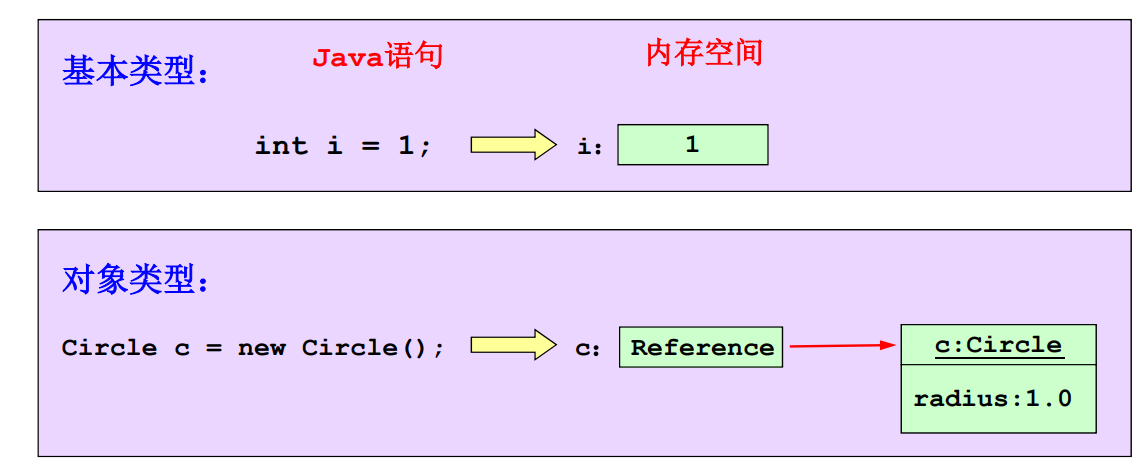 基本类型：
Java语句
内存空间
int i = 1;
i：
1
对象类型：
Circle c = new Circle();
c：
Reference
c:Circle
radius:1.0